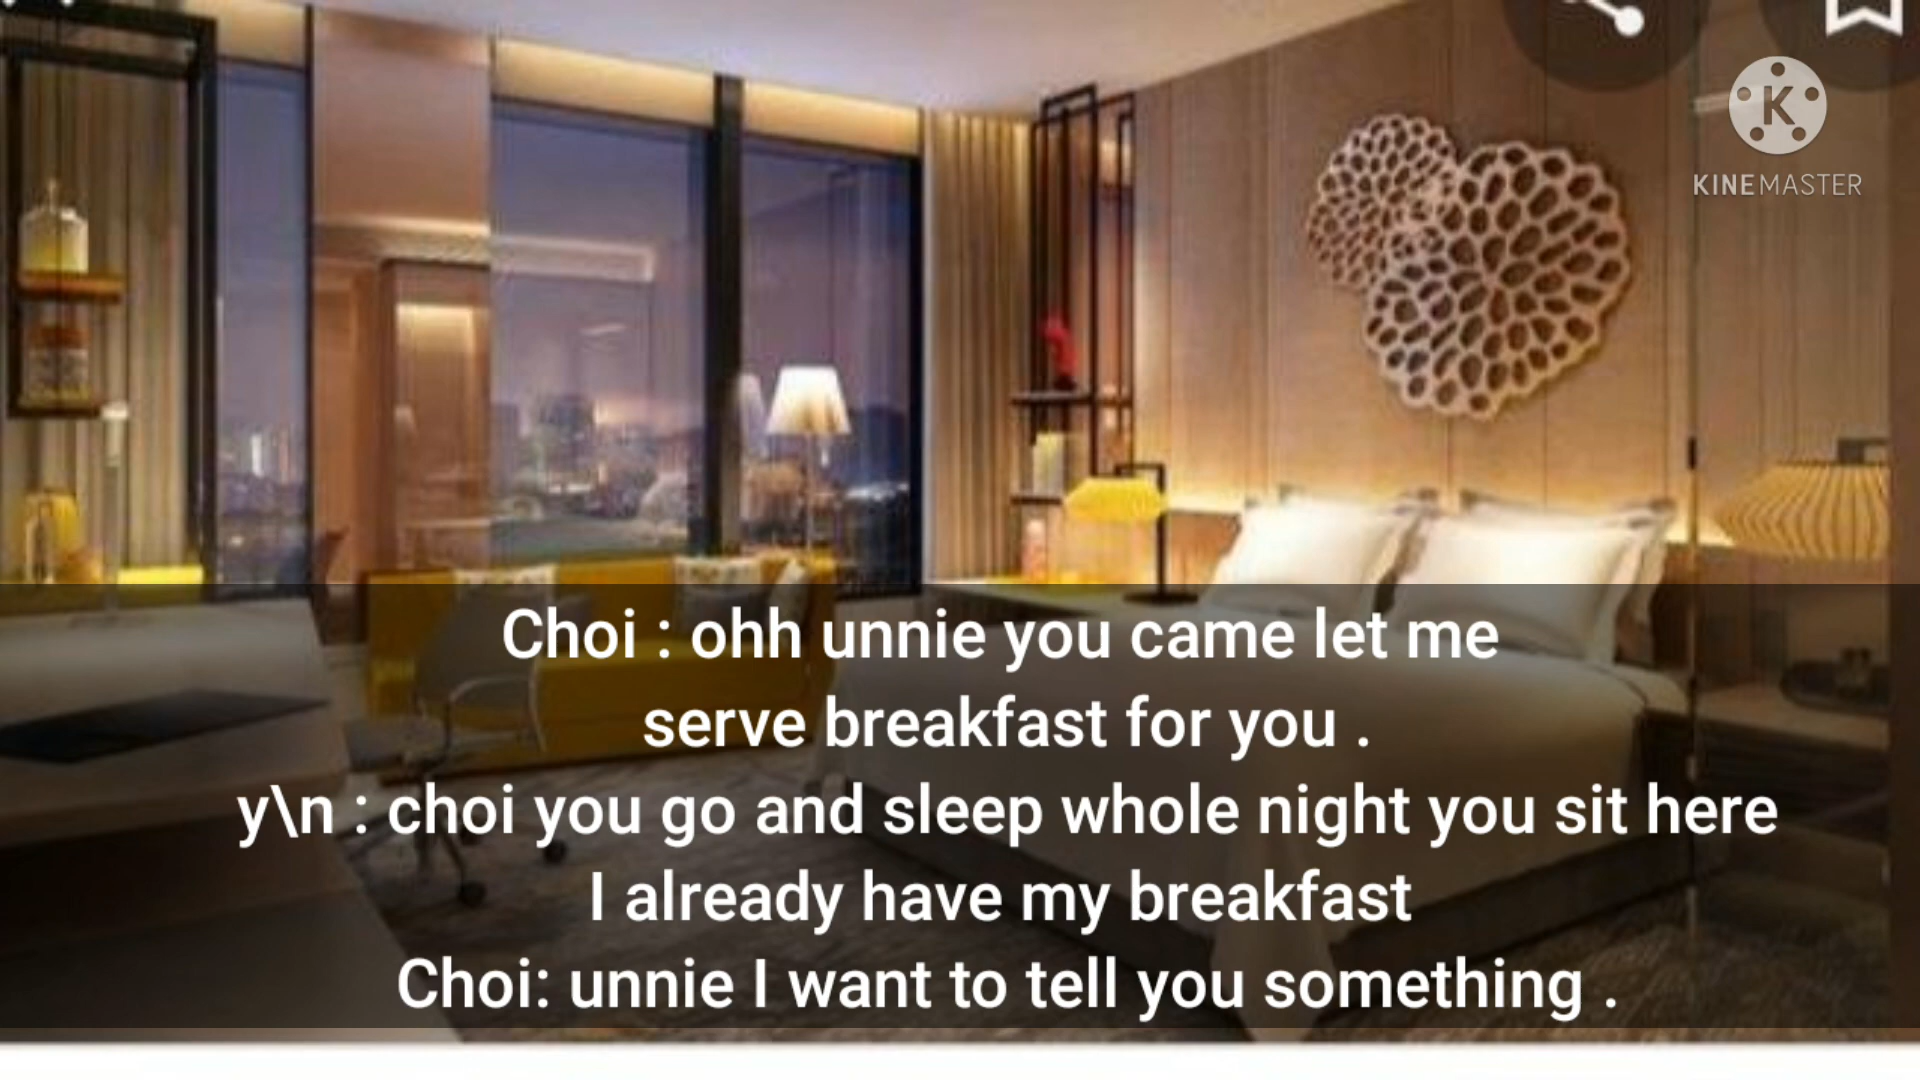 KINEMASTER
Choi : ohh unnie you came let me
serve breakfast for you .
y\n : choi you go and sleep whole night you sit here
I already have my breakfast
Choi: unnie I want to tell you something .